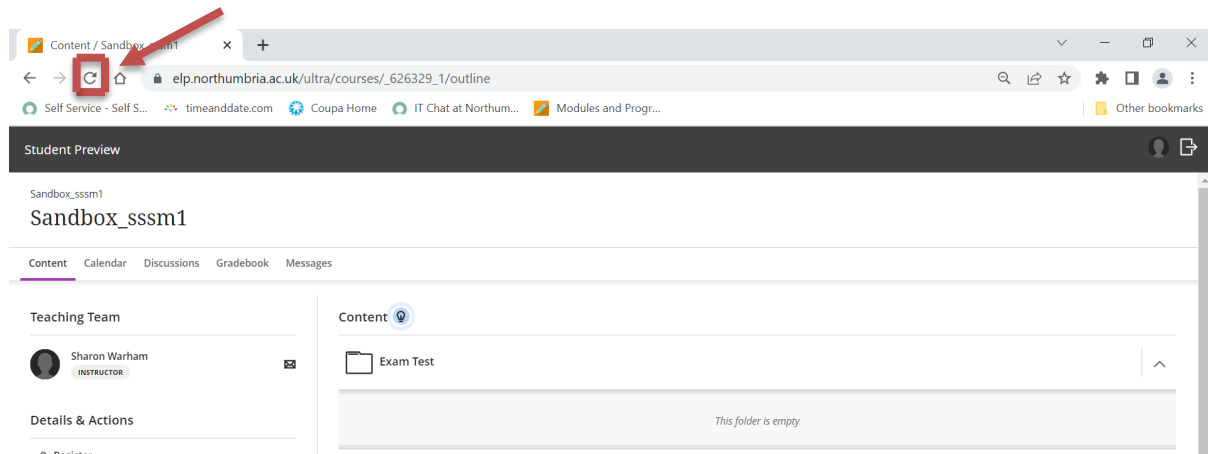 Content / Sandbox_sssm1
elp.northumbria.ac.uk/ultra/courses/_626329_1/outline
Self Service - Self S... timeanddate.com Coupa Home IT Chat at Northum... Modules and Progr... Other bookmarks
Student Preview
Sandbox_sssm1
Sandbox_sssm1
Content Calendar Discussions Gradebook Messages
Teaching Team
Content
Sharon Warham
INSTRUCTOR
Exam Test
Details & Actions
This folder is empty
Register